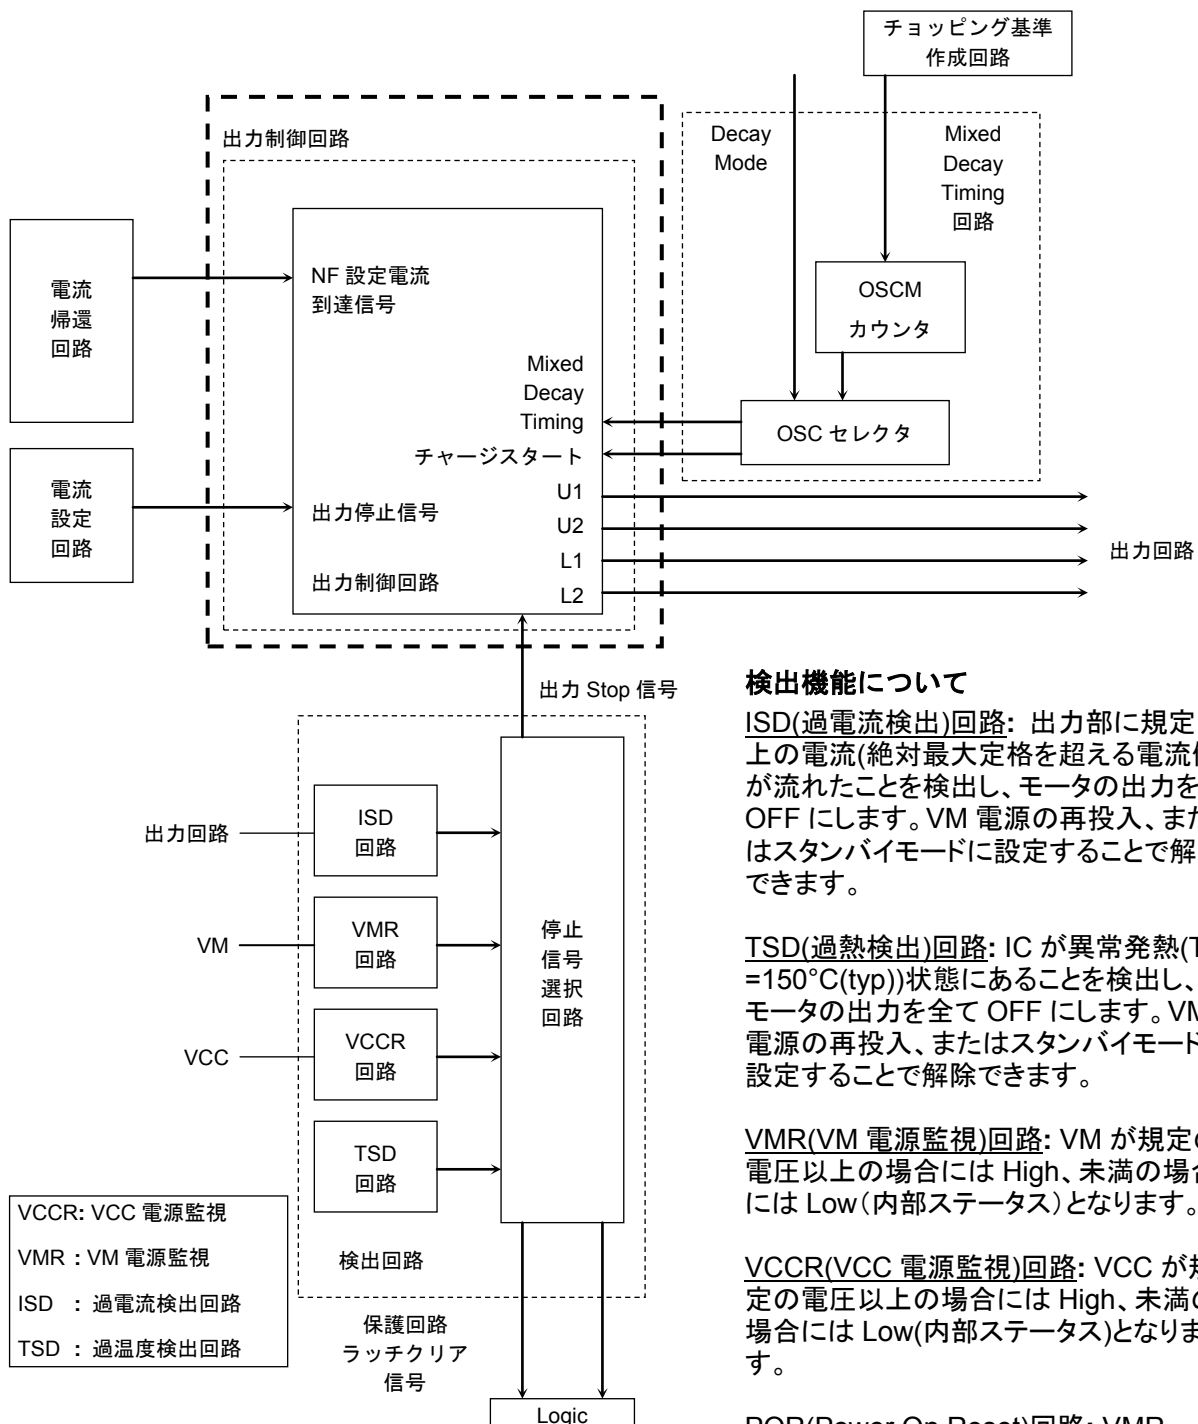 チョッピング基準
作成回路
出力制御回路
Decay
Mode
Mixed
Decay
Timing
回路
電流
帰還
回路
NF 設定電流
到達信号
OSCM
カウンタ
Mixed
Decay
Timing
OSC セレクタ
チャージスタート
電流
設定
回路
出力停止信号
出力制御回路
U1
U2
L1
L2
出力回路
出力 Stop 信号
出力回路
ISD
回路
VM
VMR
回路
VCC
VCCR
回路
TSD
回路
停止
信号
選択
回路
検出回路
VCCR: VCC 電源監視
VMR : VM 電源監視
ISD : 過電流検出回路
TSD : 過温度検出回路
保護回路
ラッチクリア
信号
Logic
検出機能について
ISD(過電流検出)回路: 出力部に規定
上の電流(絶対最大定格を超える電流
が流れたことを検出し、モータの出力を
OFF にします。VM 電源の再投入、ま
はスタンバイモードに設定することで解
できます。
TSD(過熱検出)回路: IC が異常発熱(T
=150°C(typ))状態にあることを検出し、
モータの出力を全て OFF にします。VM
電源の再投入、またはスタンバイモード
設定することで解除できます。
VMR(VM 電源監視)回路: VM が規定の
電圧以上の場合には High、未満の場合
には Low（内部ステータス）となります。
VCCR(VCC 電源監視)回路: VCC が規
定の電圧以上の場合には High、未満の
場合には Low(内部ステータス)となりま
す。
POR(Power On Reset)回路: VMR